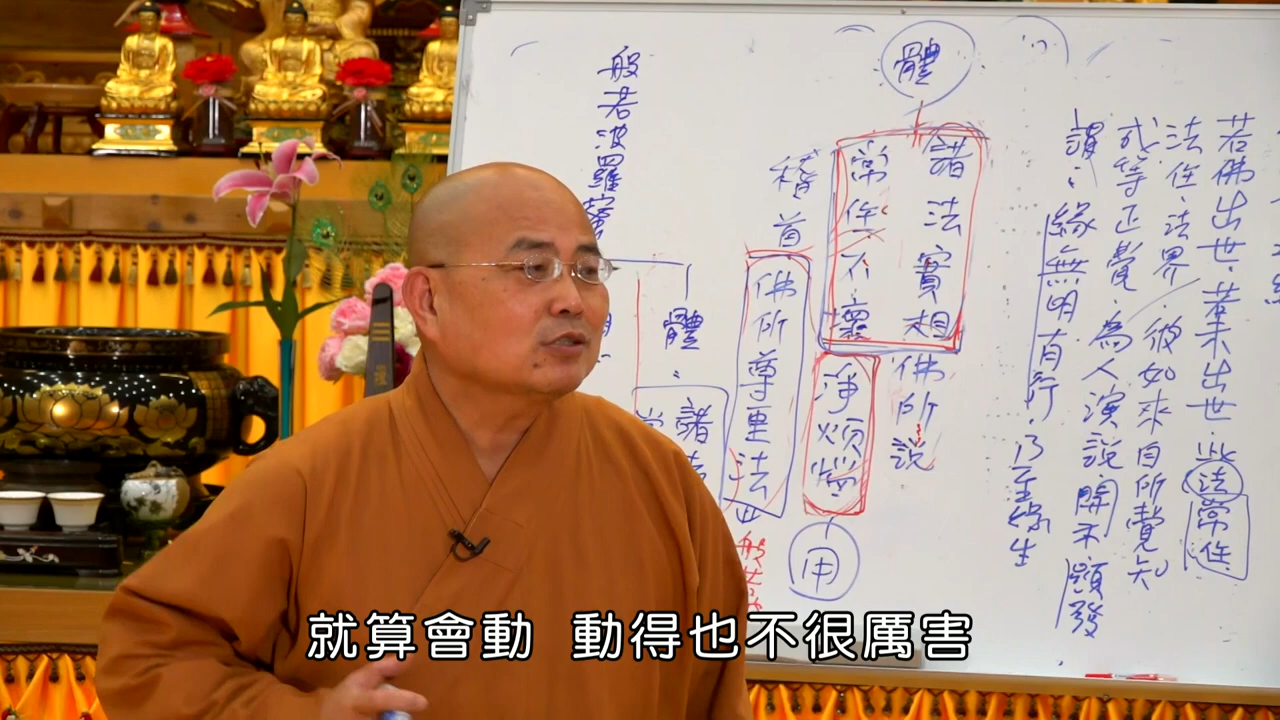 若佛出世．若未出世．此法常住
法住、法界．彼如來自所覺知
成等正覺．為人演說．開示顯發
謂：緣無明有行．乃至緣生
體
諸法實相
佛所說
常住不壞
淨煩惱
用
稽首
佛所尊重法
般若
般若波羅蜜
體：
諸
常
就算會動 動得也不很厲害